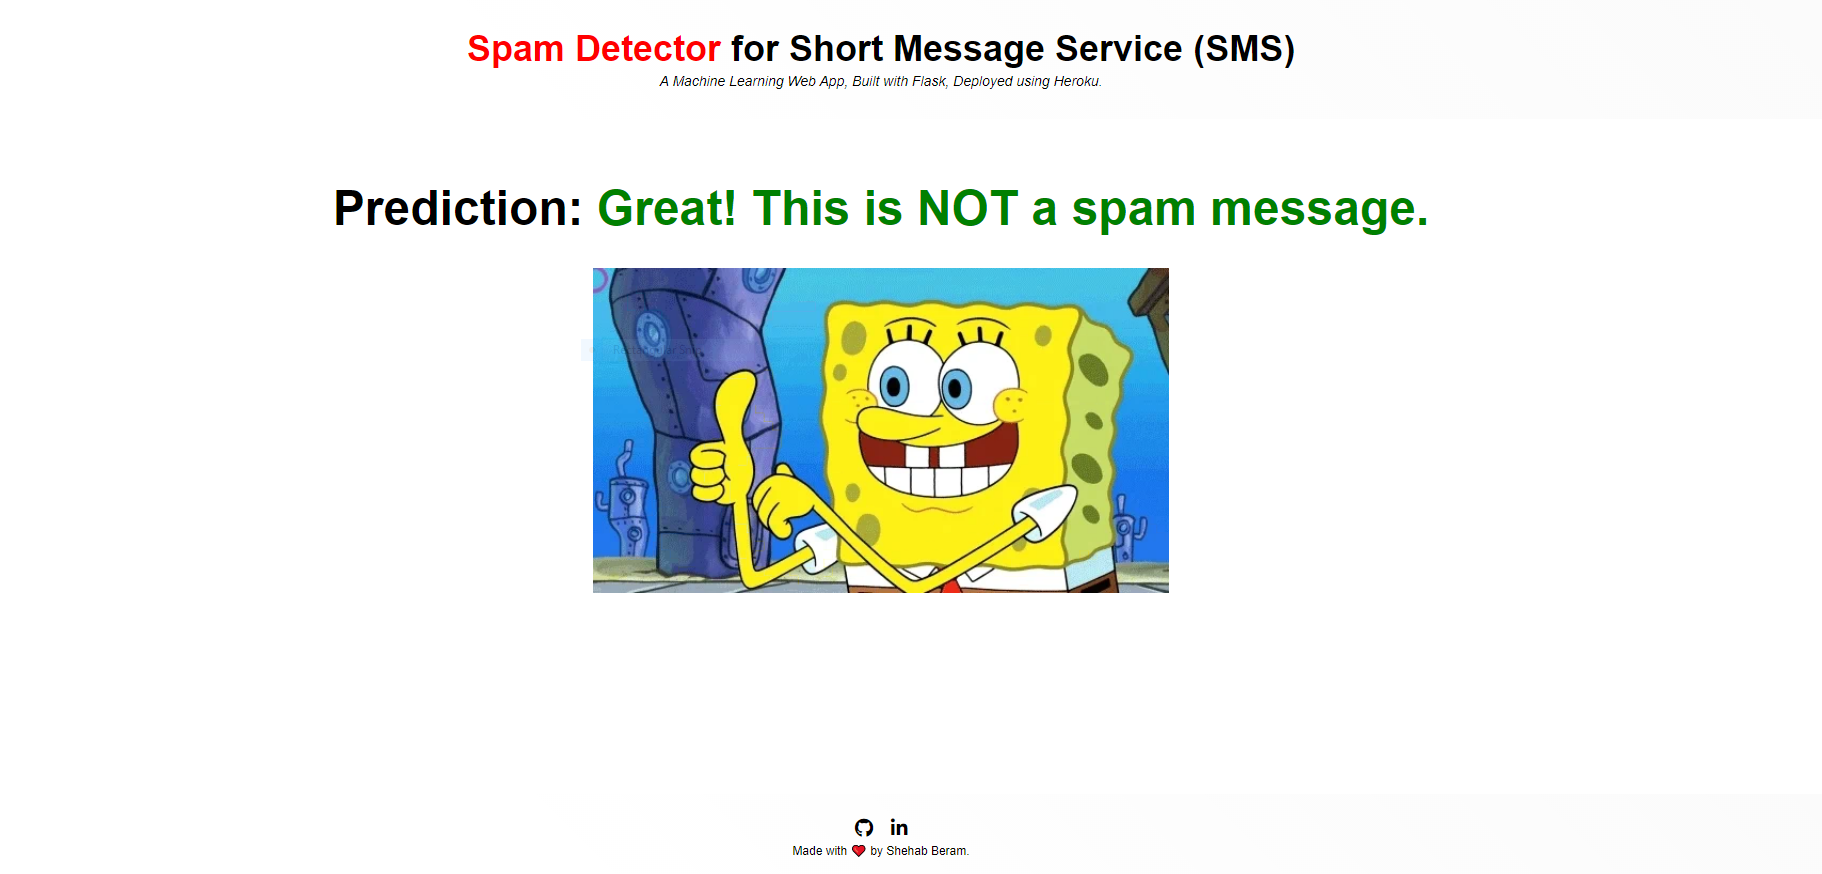 Spam Detector for Short Message Service (SMS)
A Machine Learning Web App, Built with Flask, Deployed using Heroku.
Prediction: Great! This is NOT a spam message.
Made with ❤ by Shehab Beram.